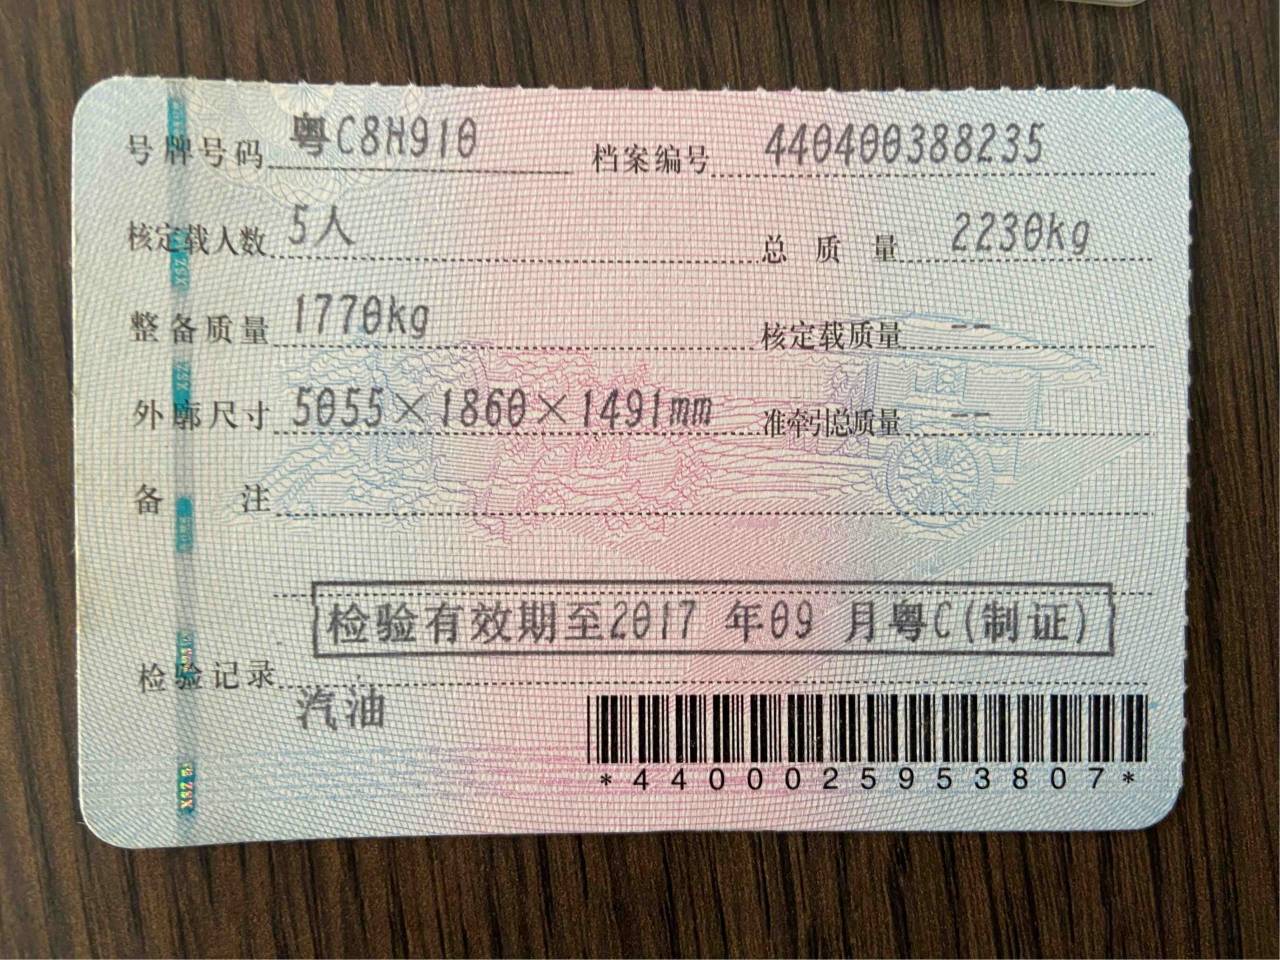 号牌号码 粤C8H910 档案编号 440400388235
核定载人数 5人 总质量 2230kg
整备质量 1770kg 核定载质量 --
外廓尺寸 5055×1860×1491mm 准牵引总质量 --
备注
检验有效期至2017 年09 月粤C(制证)
检验记录
汽油
*4400025953807*